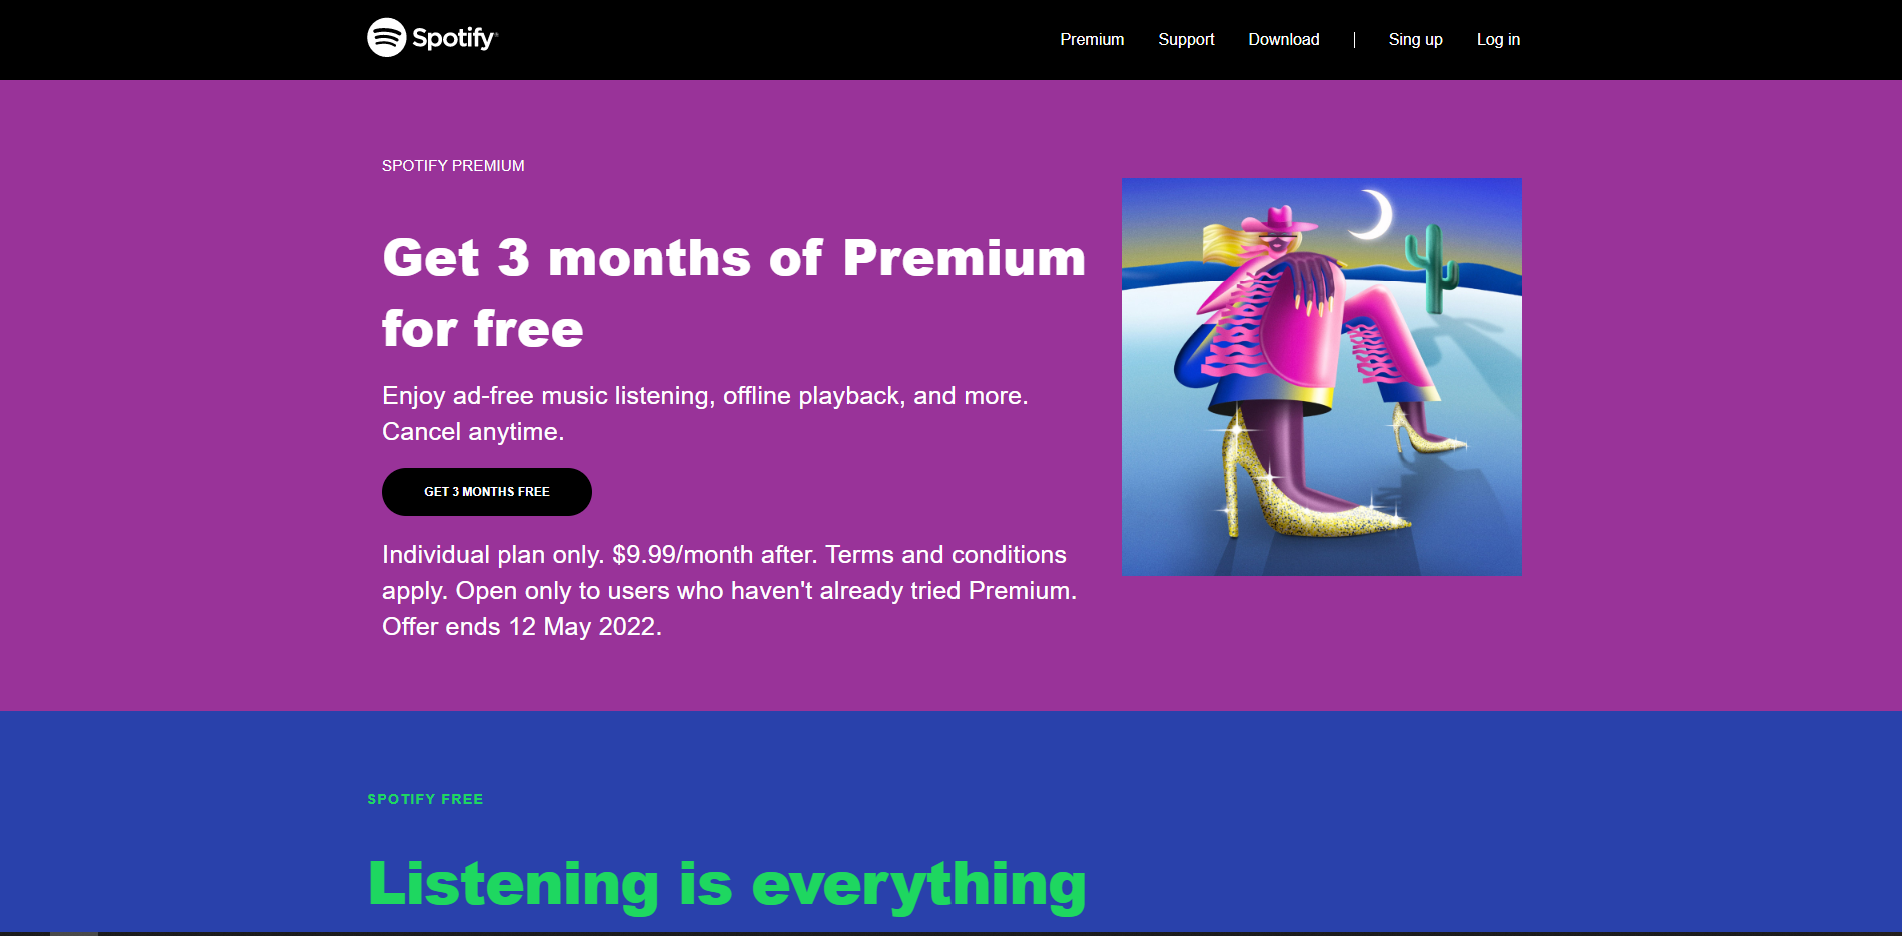 Spotify
Premium Support Download | Sing up Log in
SPOTIFY PREMIUM
Get 3 months of Premium
for free
Enjoy ad-free music listening, offline playback, and more.
Cancel anytime.
GET 3 MONTHS FREE
Individual plan only. $9.99/month after. Terms and conditions
apply. Open only to users who haven't already tried Premium.
Offer ends 12 May 2022.
SPOTIFY FREE
Listening is everything